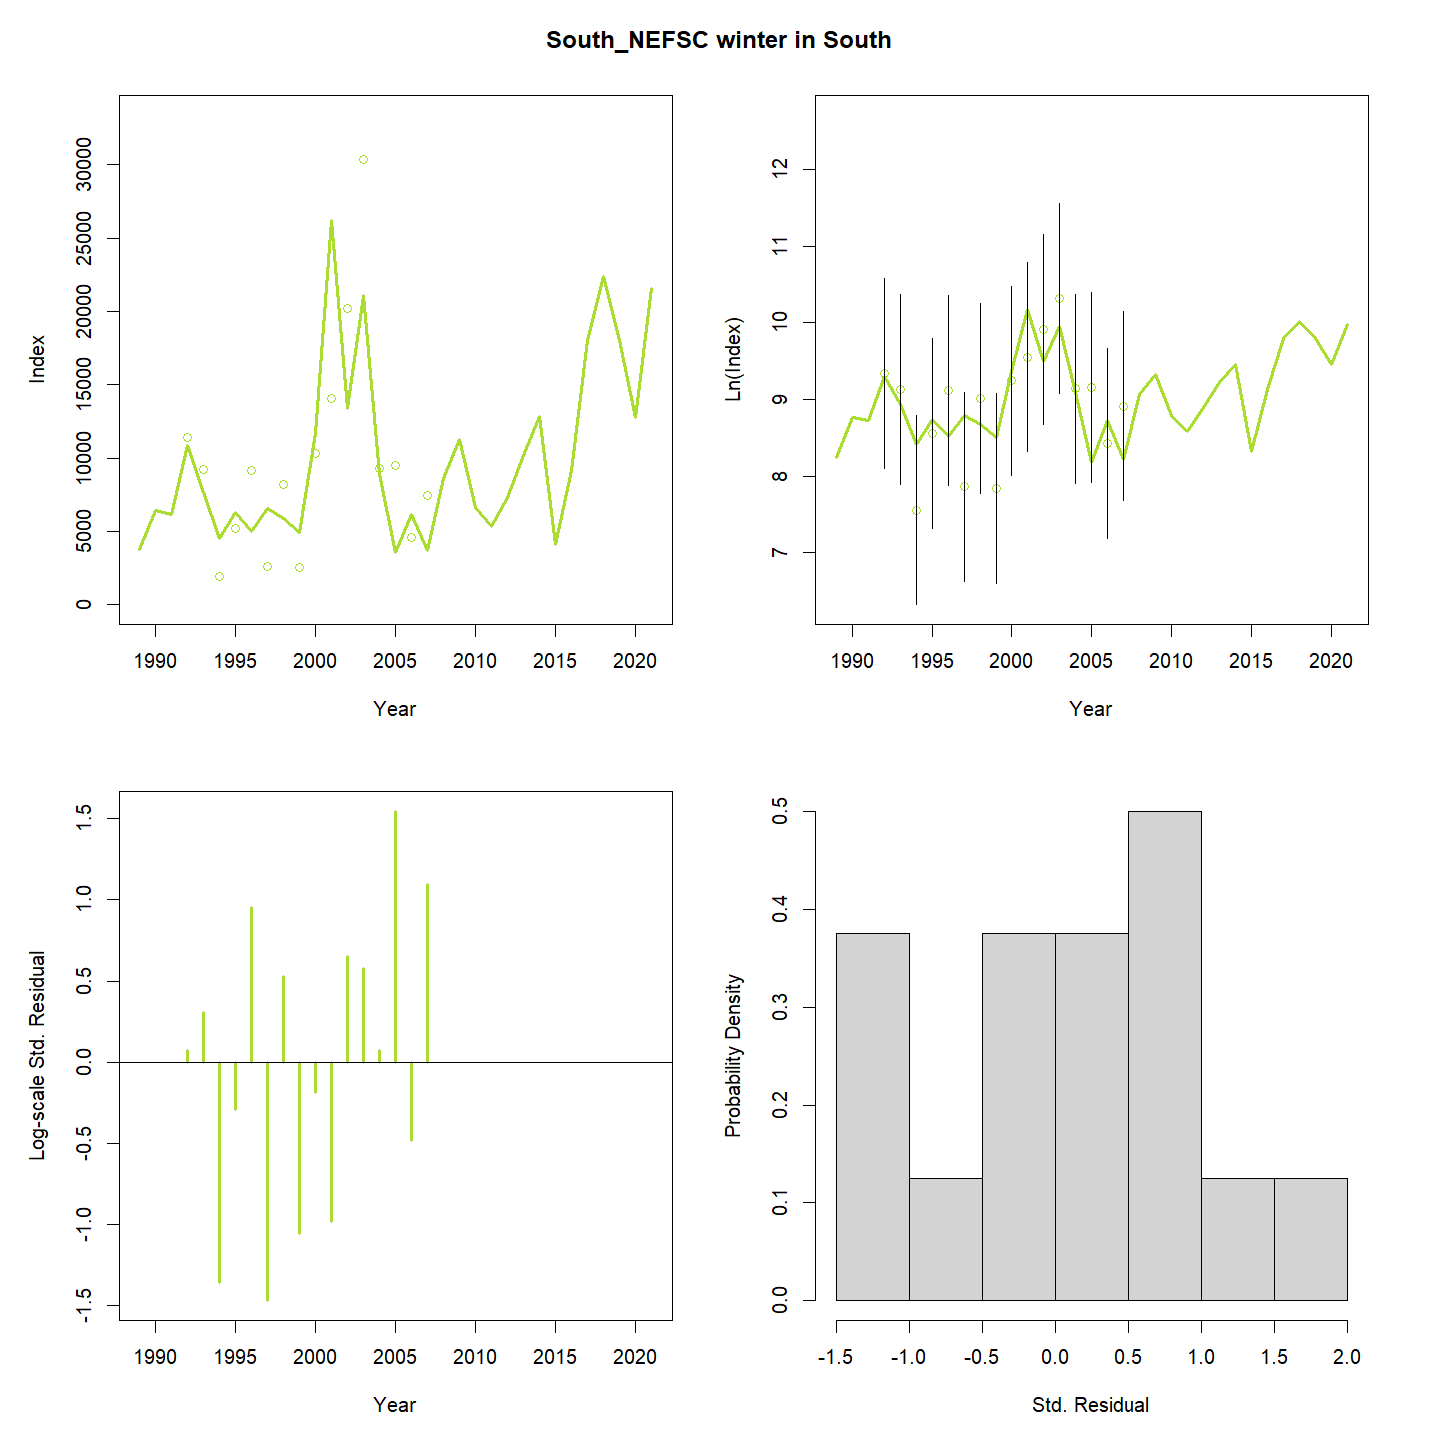 South_NEFSC winter in South
Index
0 5000 10000 15000 20000 25000 30000
1990 1995 2000 2005 2010 2015 2020
Year
Ln(Index)
7 8 9 10 11 12
1990 1995 2000 2005 2010 2015 2020
Year
Log-scale Std. Residual
-1.5 -1.0 -0.5 0.0 0.5 1.0 1.5
1990 1995 2000 2005 2010 2015 2020
Year
Probability Density
0.0 0.1 0.2 0.3 0.4 0.5
-1.5 -1.0 -0.5 0.0 0.5 1.0 1.5 2.0
Std. Residual